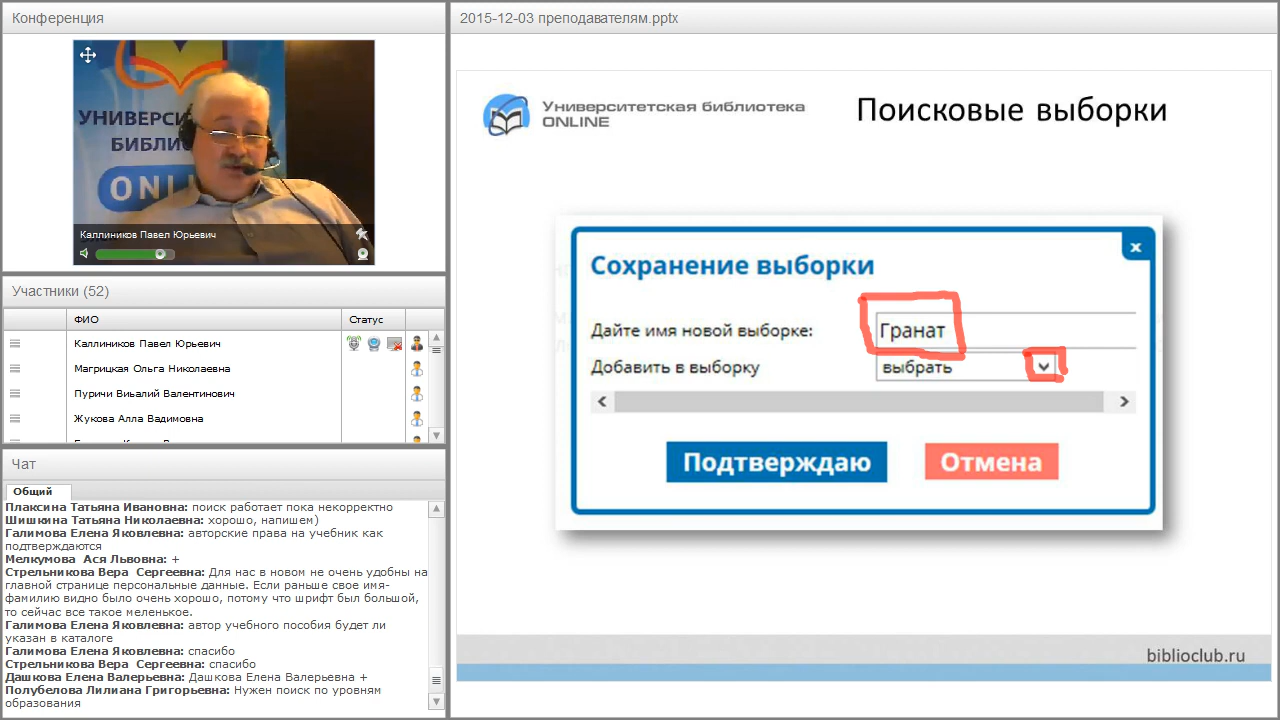 Конференция
УНИВЕРСИ
БИБЛИО
ONLI
Каллиников Павел Юрьевич
Участники (52)
ФИО
Статус
Каллиников Павел Юрьевич
Магрицкая Ольга Николаевна
Пуричи Виьалий Валентинович
Жукова Алла Вадимовна
Чат
Общий
Плаксина Татьяна Ивановна: поиск работает пока некорректно
Шишкина Татьяна Николаевна: хорошо, напишем)
Галимова Елена Яковлевна: авторские права на учебник как
подтверждаются
Мелкумова Ася Львовна: +
Стрельникова Вера Сергеевна: Для нас в новом не очень удобны на
главной странице персональные данные. Если раньше свое имя-
фамилию видно было очень хорошо, потому что шрифт был большой,
то сейчас все такое меленькое.
Галимова Елена Яковлевна: автор учебного пособия будет ли
указан в каталоге
Галимова Елена Яковлевна: спасибо
Стрельникова Вера Сергеевна: спасибо
Дашкова Елена Валерьевна: Дашкова Елена Валерьевна +
Полубелова Лилиана Григорьевна: Нужен поиск по уровням
образования
2015-12-03 преподавателям.pptx
Университетская библиотека
ONLINE
Поисковые выборки
x
Сохранение выборки
Дайте имя новой выборке: Гранат
Добавить в выборку выбрать
Подтверждаю Отмена
biblioclub.ru